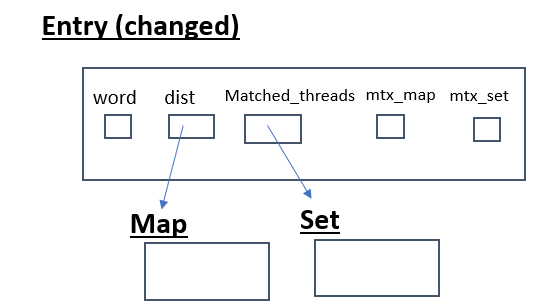 Entry (changed)
word dist Matched_threads mtx_map mtx_set
Map Set